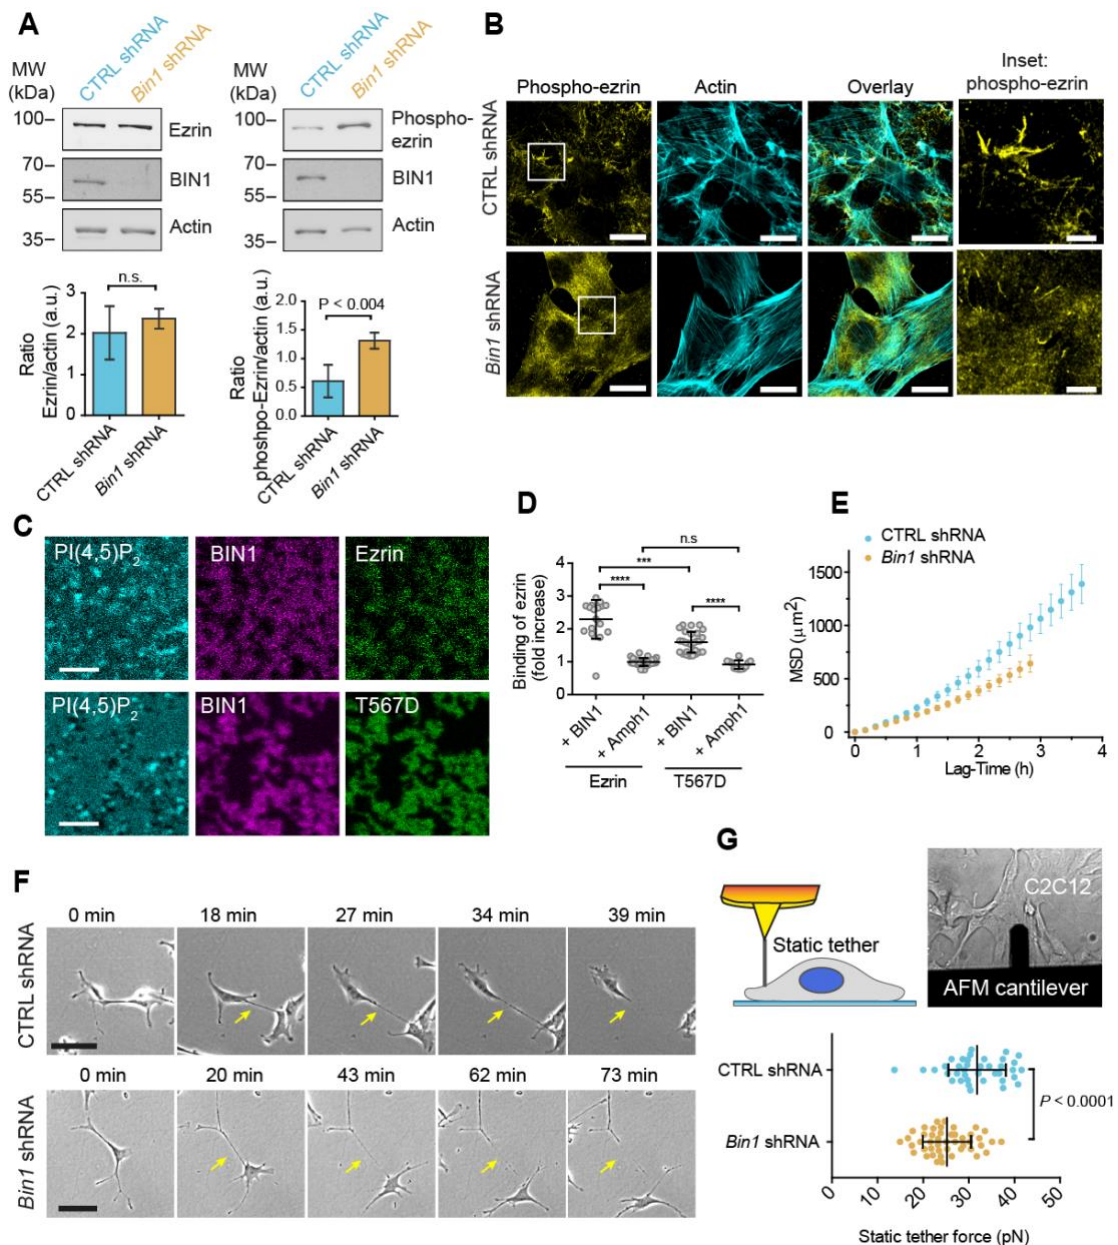 A
CTRL shRNA
Bin1 shRNA
MW
(kDa)
100–
Ezrin
70–
BIN1
55–
35–
Actin
CTRL shRNA
Bin1 shRNA
MW
(kDa)
100–
Phospho-
ezrin
70–
BIN1
55–
35–
Actin
n.s.
3
2
1
0
Ratio
Ezrin/actin (a.u.)
CTRL shRNA
Bin1 shRNA
P < 0.004
2.0
1.5
1.0
0.5
0.0
Ratio
phoshpo-Ezrin/actin (a.u.)
CTRL shRNA
Bin1 shRNA
B
Phospho-ezrin
Actin
Overlay
Inset:
phospho-ezrin
CTRL shRNA
Bin1 shRNA
C
PI(4,5)P2
BIN1
Ezrin
PI(4,5)P2
BIN1
T567D
D
n.s
***
****
****
4
3
2
1
0
Binding of ezrin
(fold increase)
+ BIN1
+ Amph1
+ BIN1
+ Amph1
Ezrin
T567D
E
CTRL shRNA
Bin1 shRNA
1500
1000
500
0
MSD (μm2)
0 1 2 3 4
Lag-Time (h)
F
0 min 18 min 27 min 34 min 39 min
CTRL shRNA
0 min 20 min 43 min 62 min 73 min
Bin1 shRNA
G
Static tether
C2C12
AFM cantilever
CTRL shRNA
Bin1 shRNA
P < 0.0001
0 10 20 30 40 50
Static tether force (pN)